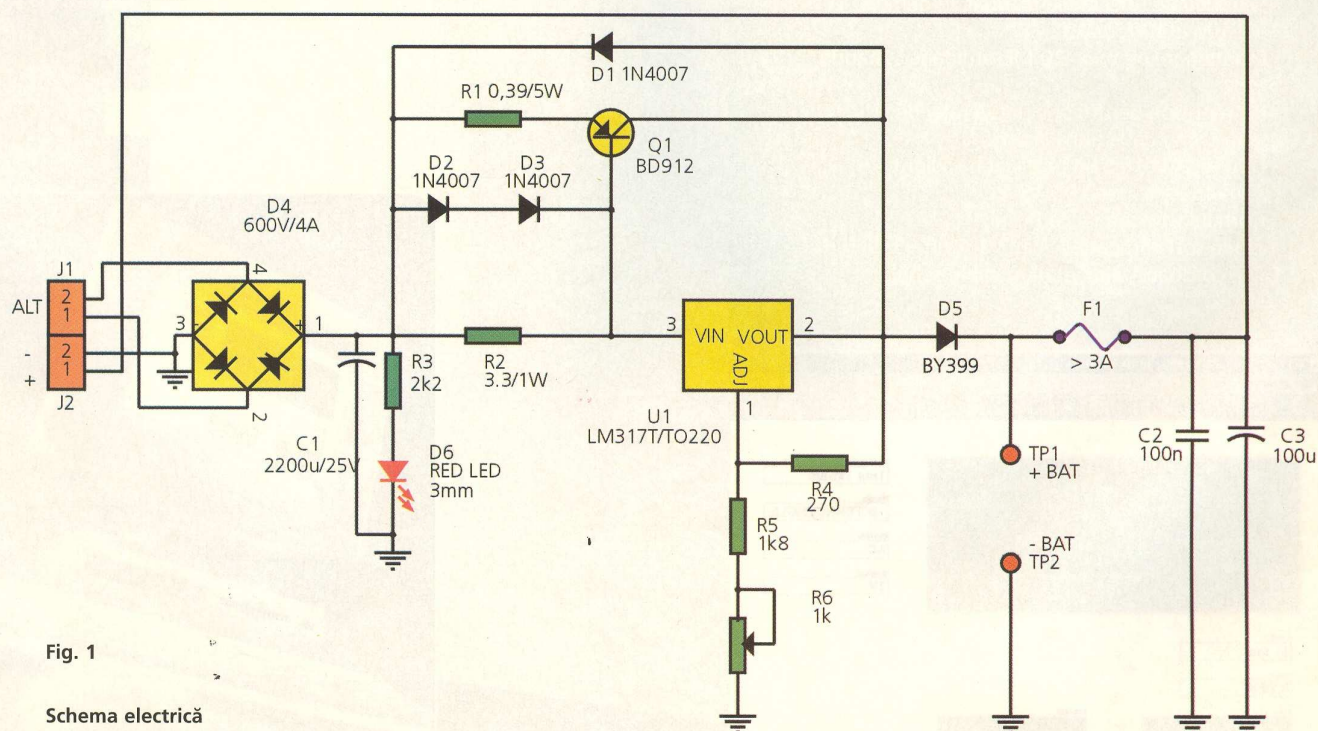 D1 1N4007
R1 0,39/5W
Q1
BD912
D2
1N4007
D3
1N4007
D4
600V/4A
J1
ALT
2
1
2
1
-
+
J2
4
3
-
+
1
2
R3
2k2
R2
3.3/1W
C1
2200u/25V
D6
RED LED
3mm
3
VIN VOUT
ADJ
2
1
U1
LM317T/TO220
D5
BY399
F1
> 3A
R4
270
R5
1k8
R6
1k
TP1
+ BAT
- BAT
TP2
C2
100n
C3
100u
Fig. 1
Schema electrică